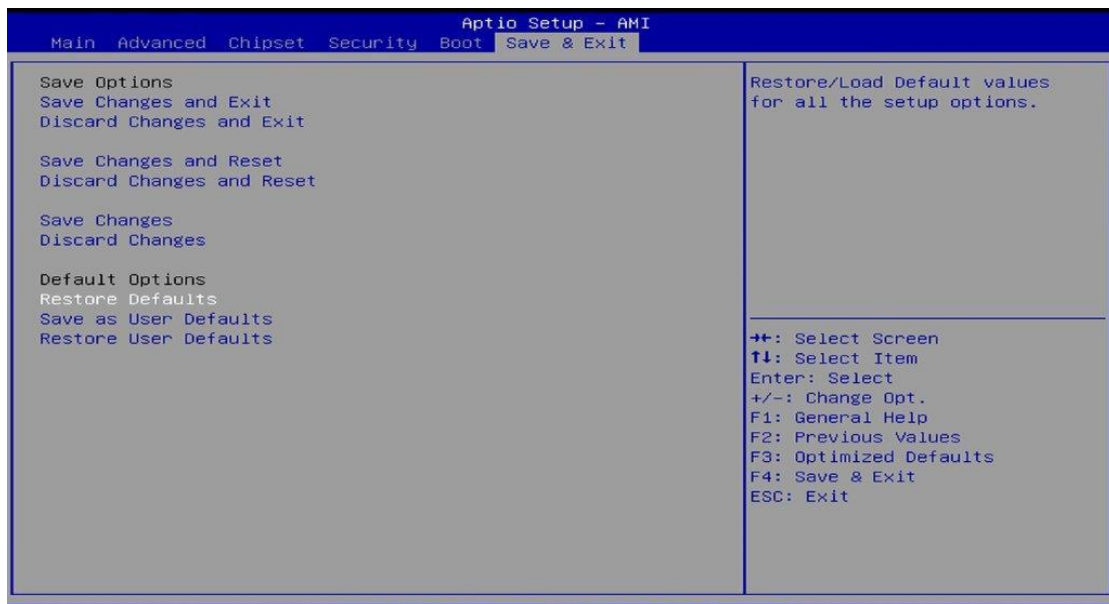 Aptio Setup - AMI
Main Advanced Chipset Security Boot Save & Exit
Save Options
Save Changes and Exit
Discard Changes and Exit
Save Changes and Reset
Discard Changes and Reset
Save Changes
Discard Changes
Default Options
Restore Defaults
Save as User Defaults
Restore User Defaults
Restore/Load Default values
for all the setup options.
→←: Select Screen
↑↓: Select Item
Enter: Select
+/-: Change Opt.
F1: General Help
F2: Previous Values
F3: Optimized Defaults
F4: Save & Exit
ESC: Exit